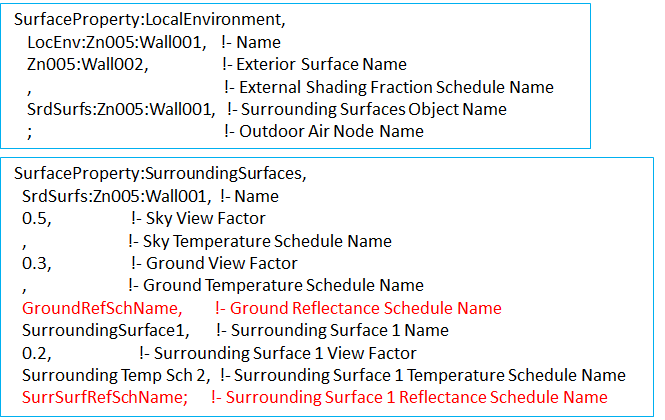 SurfaceProperty:LocalEnvironment,
LocEnv:Zn005:Wall001, !- Name
Zn005:Wall002, !- Exterior Surface Name
, !- External Shading Fraction Schedule Name
SrdSurfs:Zn005:Wall001, !- Surrounding Surfaces Object Name
; !- Outdoor Air Node Name
SurfaceProperty:SurroundingSurfaces,
SrdSurfs:Zn005:Wall001, !- Name
0.5, !- Sky View Factor
, !- Sky Temperature Schedule Name
0.3, !- Ground View Factor
, !- Ground Temperature Schedule Name
GroundRefSchName, !- Ground Reflectance Schedule Name
SurroundingSurface1, !- Surrounding Surface 1 Name
0.2, !- Surrounding Surface 1 View Factor
Surrounding Temp Sch 2, !- Surrounding Surface 1 Temperature Schedule Name
SurrSurfRefSchName; !- Surrounding Surface 1 Reflectance Schedule Name